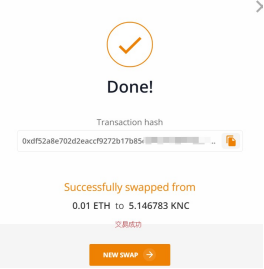 Done!
Transaction hash
0xdf52a8e702d2eaccf9272b17b85
Successfully swapped from
0.01 ETH to 5.146783 KNC
交易成功
NEW SWAP